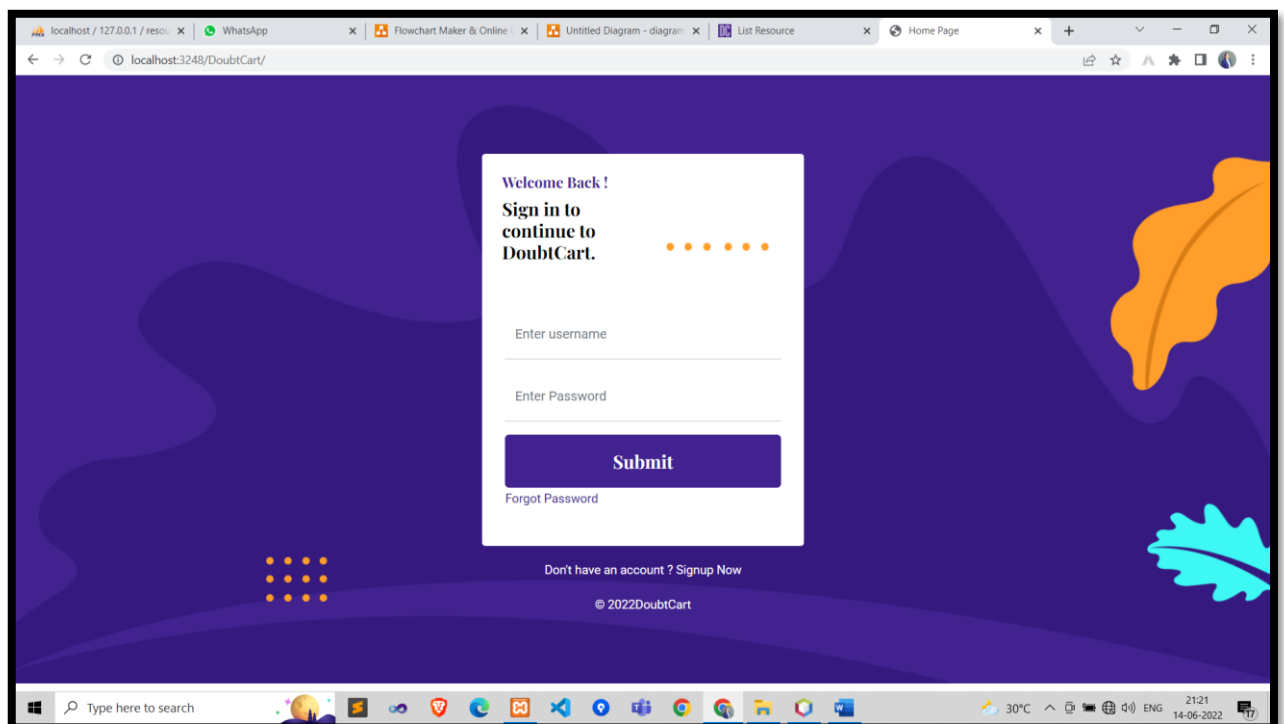 localhost / 127.0.0.1 / resou
WhatsApp
Flowchart Maker & Online
Untitled Diagram - diagram
List Resource
Home Page
localhost:3248/DoubtCart/
Welcome Back !
Sign in to
continue to
DoubtCart.
Enter username
Enter Password
Submit
Forgot Password
Don't have an account ? Signup Now
© 2022DoubtCart
Type here to search
30°C
ENG
21:21
14-06-2022
17